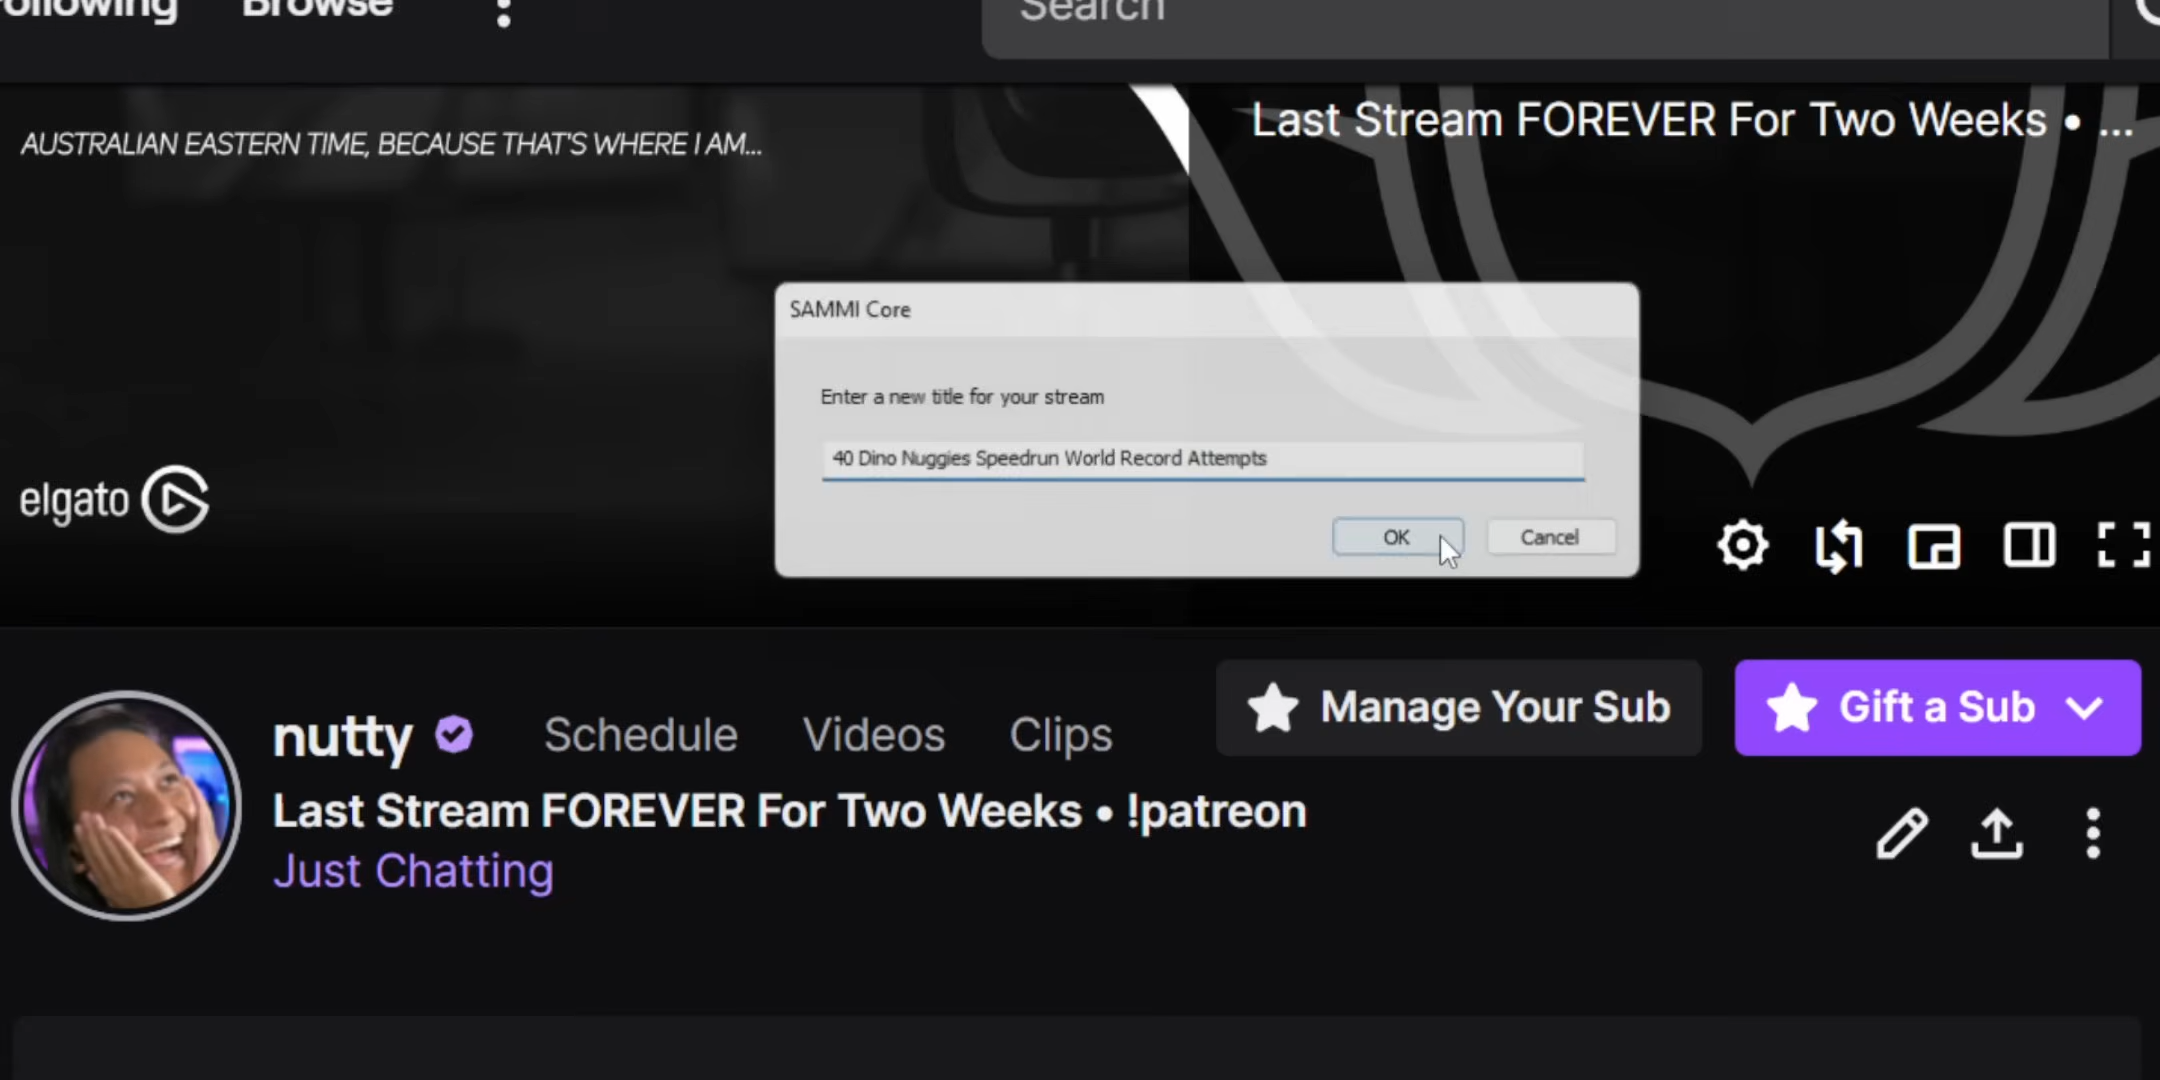 Following Browse
Search
AUSTRALIAN EASTERN TIME, BECAUSE THAT'S WHERE I AM...
Last Stream FOREVER For Two Weeks • ...
SAMMI Core
Enter a new title for your stream
40 Dino Nuggies Speedrun World Record Attempts
OK Cancel
elgato
nutty Schedule Videos Clips
Manage Your Sub Gift a Sub
Last Stream FOREVER For Two Weeks • !patreon
Just Chatting